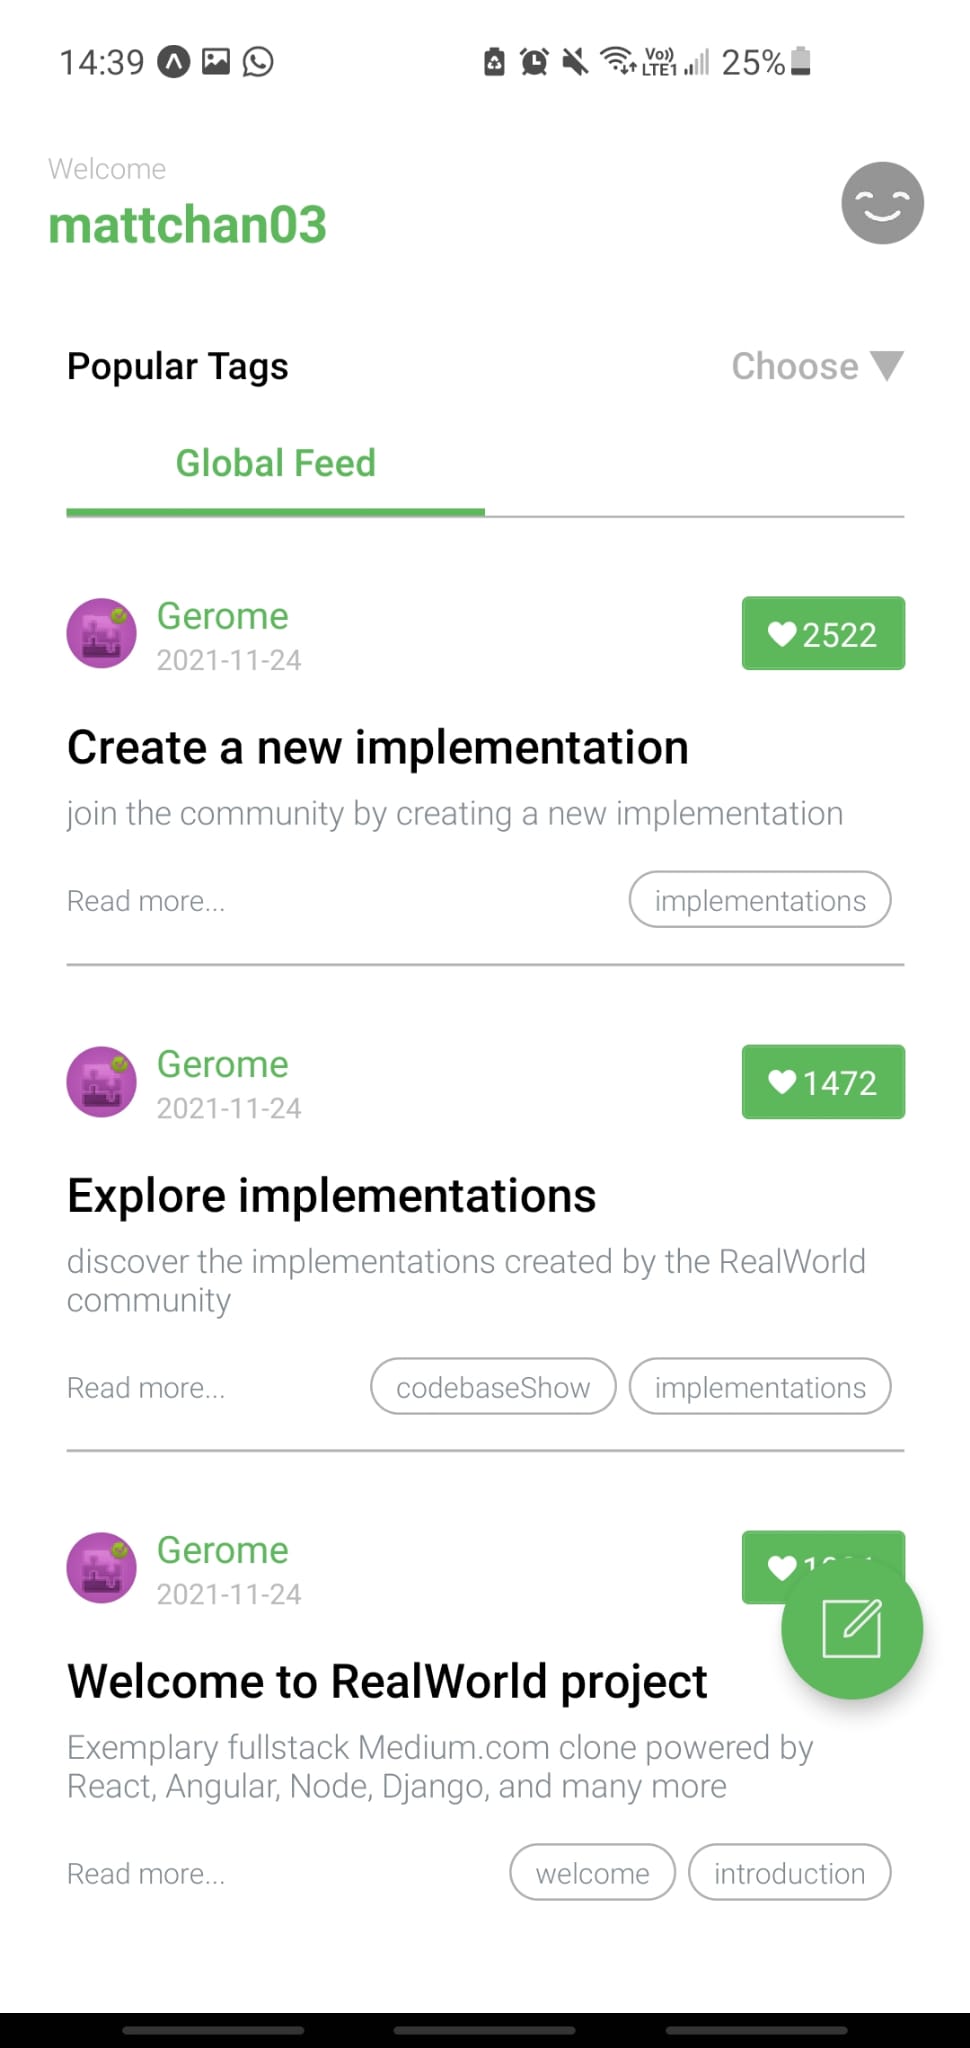 14:39
Vo)) LTE1 25%
Welcome
mattchan03
Popular Tags
Choose ▼
Global Feed
Gerome
2021-11-24
2522
Create a new implementation
join the community by creating a new implementation
Read more...
implementations
Gerome
2021-11-24
1472
Explore implementations
discover the implementations created by the RealWorld
community
Read more...
codebaseShow
implementations
Gerome
2021-11-24
Welcome to RealWorld project
Exemplary fullstack Medium.com clone powered by
React, Angular, Node, Django, and many more
Read more...
welcome
introduction